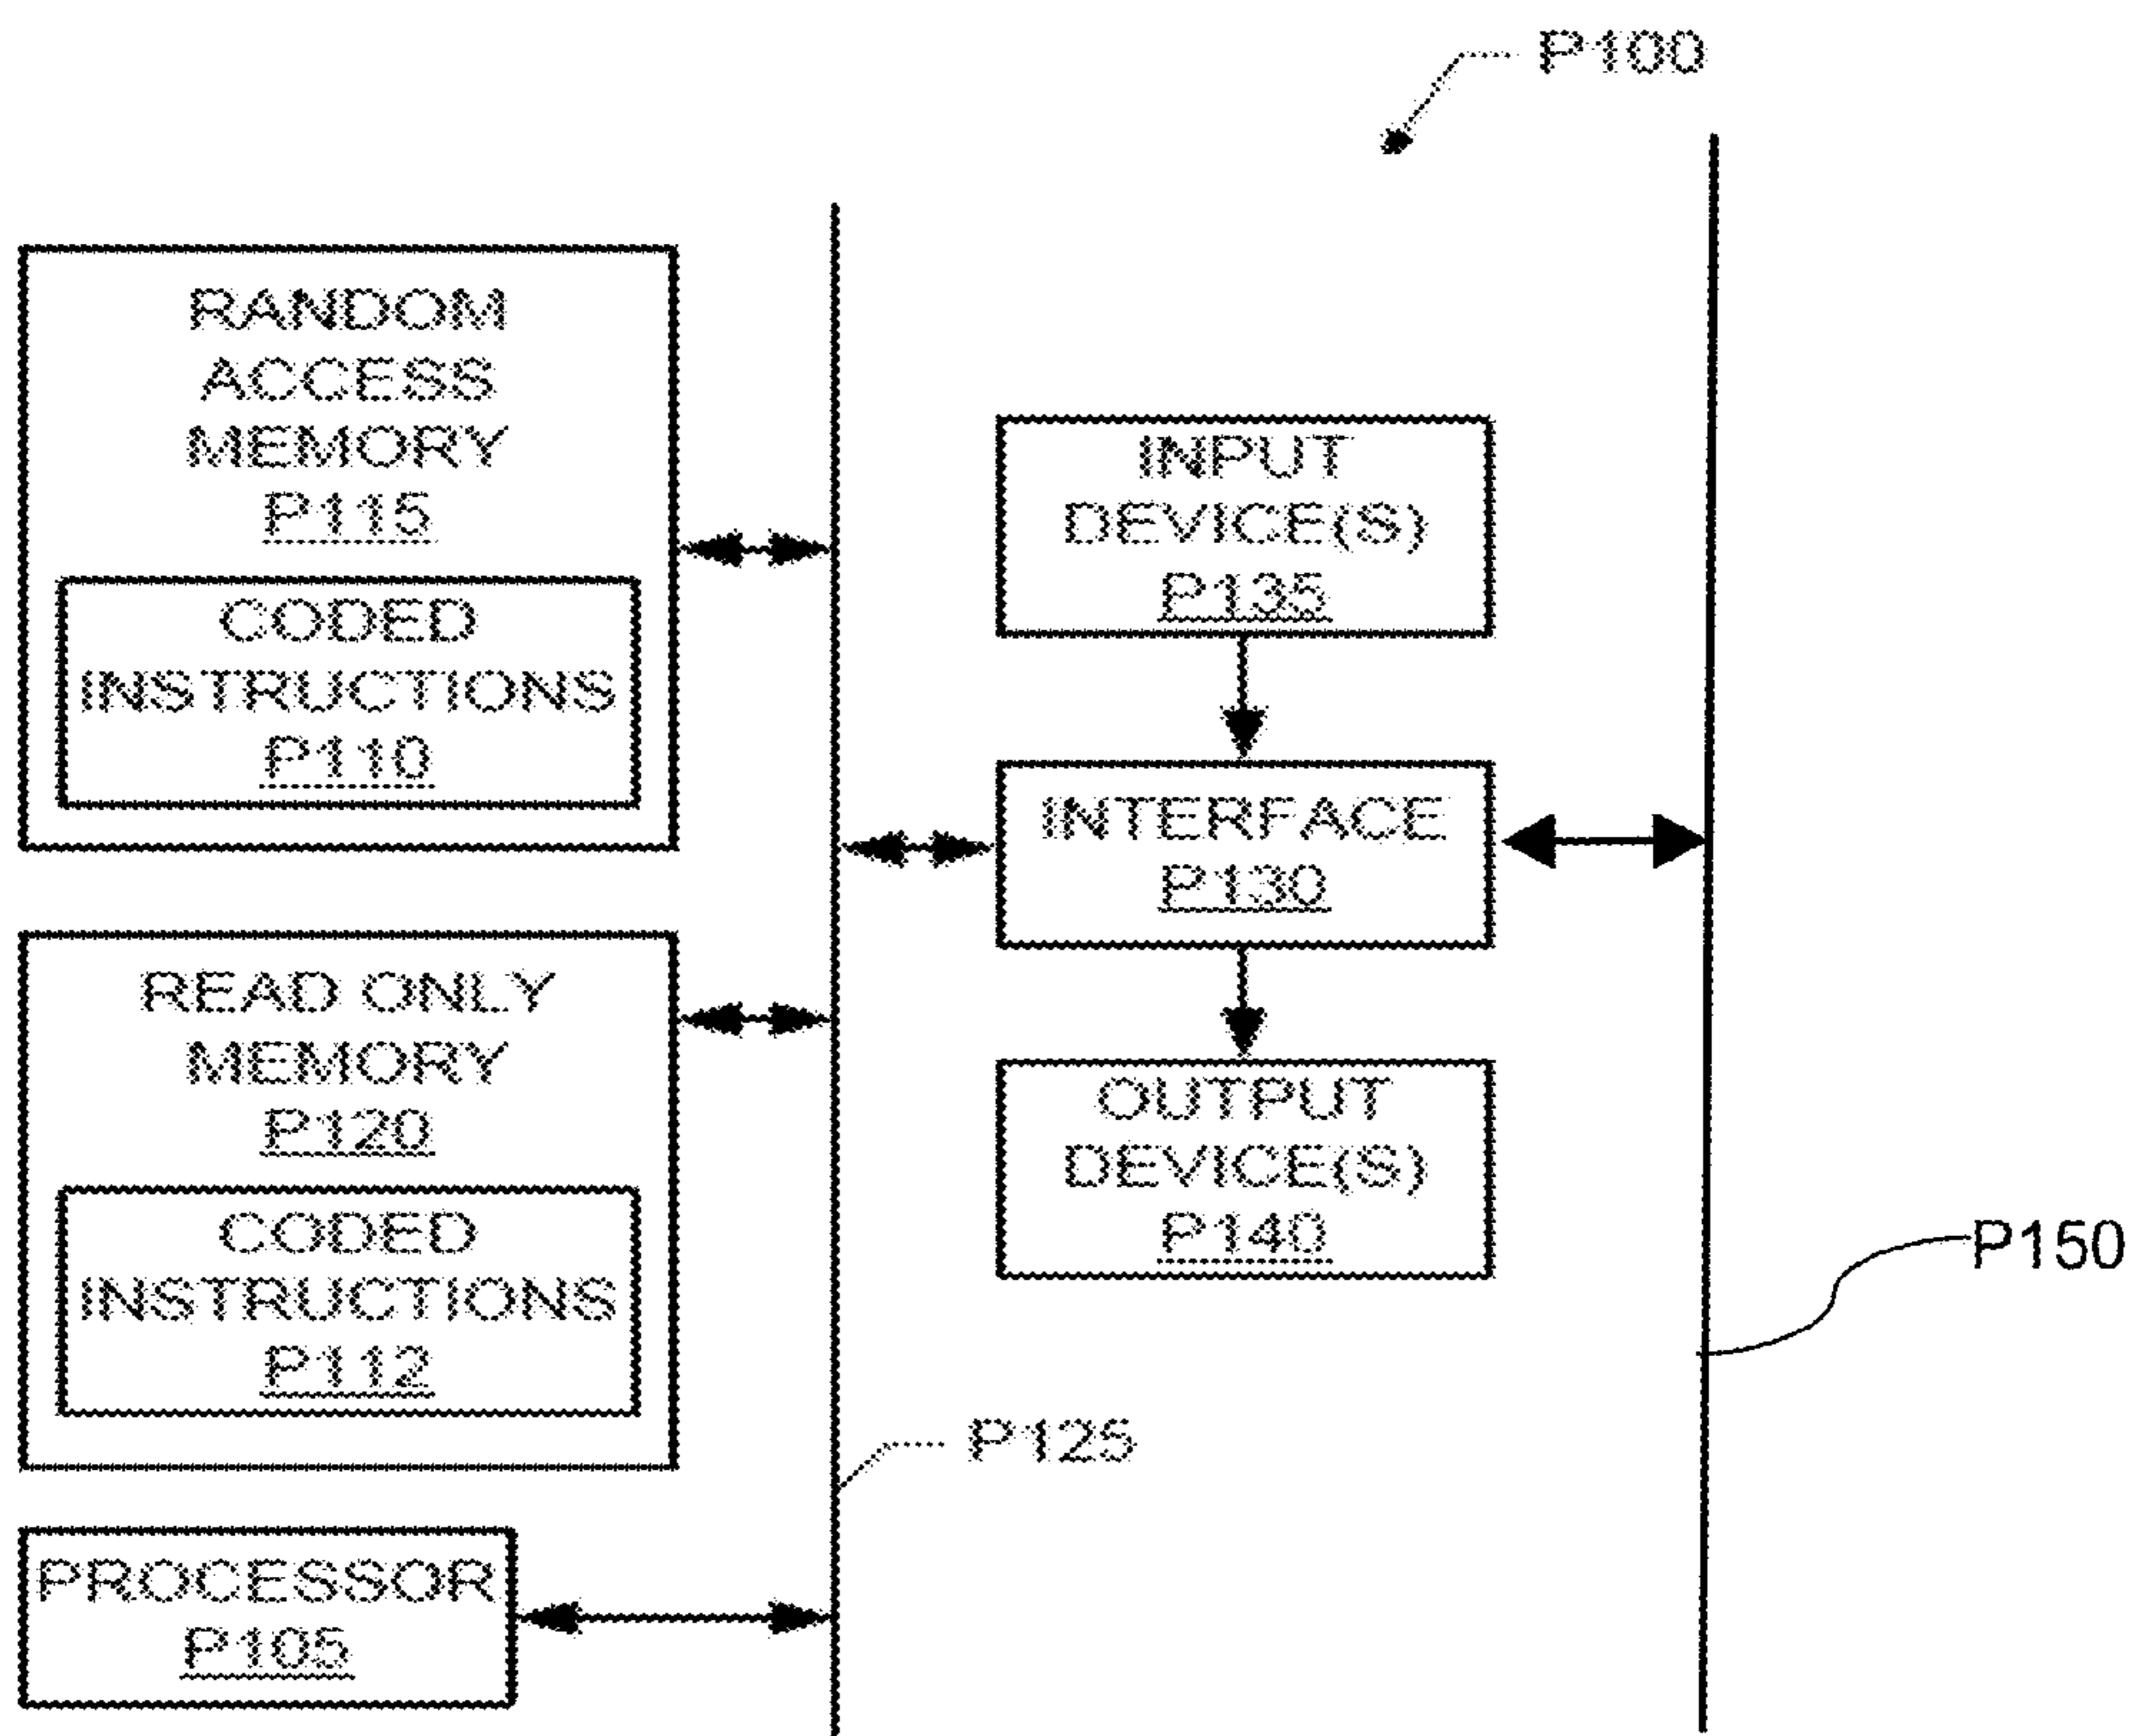 P100
RANDOM
ACCESS
MEMORY
P115
CODED
INSTRUCTIONS
P110
READ ONLY
MEMORY
P120
CODED
INSTRUCTIONS
P112
PROCESSOR
P105
P125
INPUT
DEVICE(S)
P135
INTERFACE
P130
OUTPUT
DEVICE(S)
P140
P150